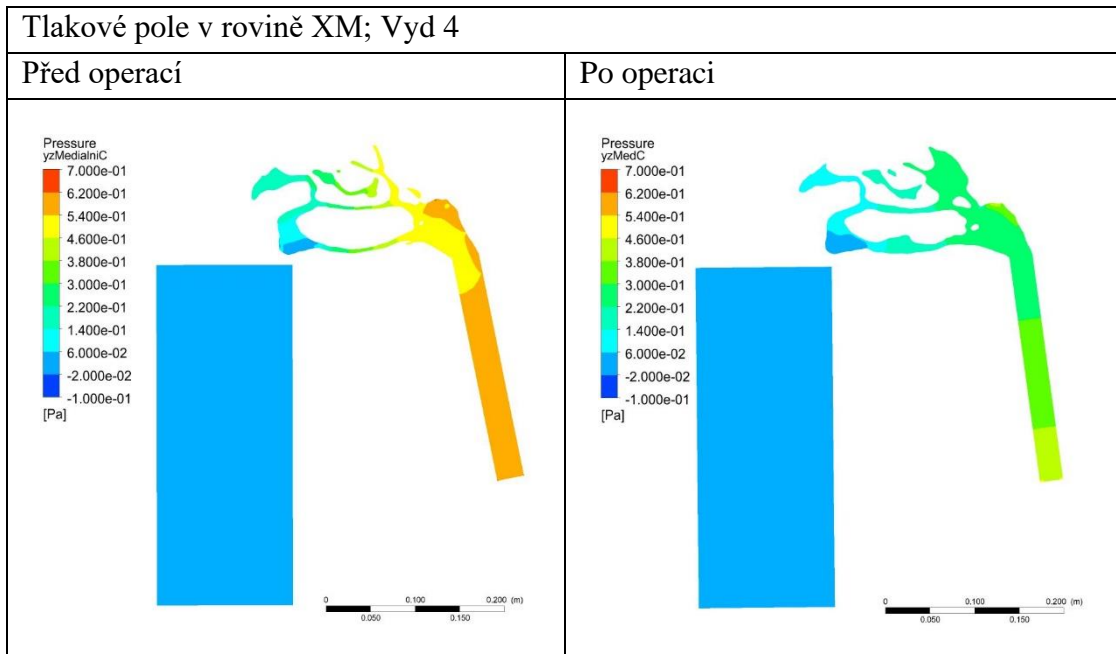 Tlakové pole v rovině XM; Vyd 4
Před operací
Po operaci
Pressure
yzMedialniC
7.000e-01
6.200e-01
5.400e-01
4.600e-01
3.800e-01
3.000e-01
2.200e-01
1.400e-01
6.000e-02
-2.000e-02
-1.000e-01
[Pa]
0 0.100 0.200 (m)
0.050 0.150
Pressure
yzMedC
7.000e-01
6.200e-01
5.400e-01
4.600e-01
3.800e-01
3.000e-01
2.200e-01
1.400e-01
6.000e-02
-2.000e-02
-1.000e-01
[Pa]
0 0.100 0.200 (m)
0.050 0.150